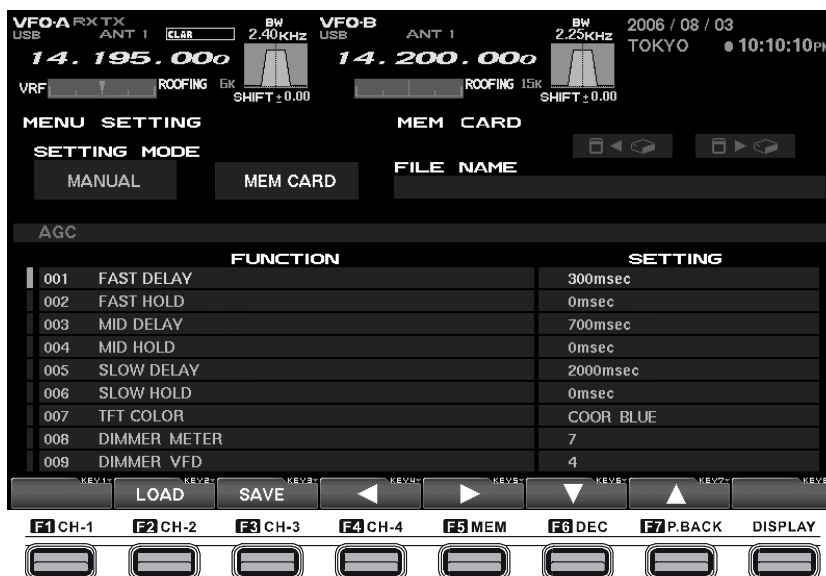 VFO-A RX TX BW VFO-B BW 2006 / 08 / 03
USB ANT 1 CLAR 2.40KHz USB ANT 1 2.25KHz TOKYO 10:10:10PM
14. 195. 000 14. 200. 000
VRF ROOFING 6K ROOFING 15K
SHIFT±0.00 SHIFT±0.00
MENU SETTING MEM CARD
SETTING MODE
MANUAL MEM CARD FILE NAME
AGC
FUNCTION SETTING
001 FAST DELAY 300msec
002 FAST HOLD 0msec
003 MID DELAY 700msec
004 MID HOLD 0msec
005 SLOW DELAY 2000msec
006 SLOW HOLD 0msec
007 TFT COLOR COOR BLUE
008 DIMMER METER 7
009 DIMMER VFD 4
KEY1 KEY2 KEY3 KEY4 KEY5 KEY6 KEY7 KEY8
LOAD SAVE
F1 CH-1 F2 CH-2 F3 CH-3 F4 CH-4 F5 MEM F6 DEC F7 P.BACK DISPLAY